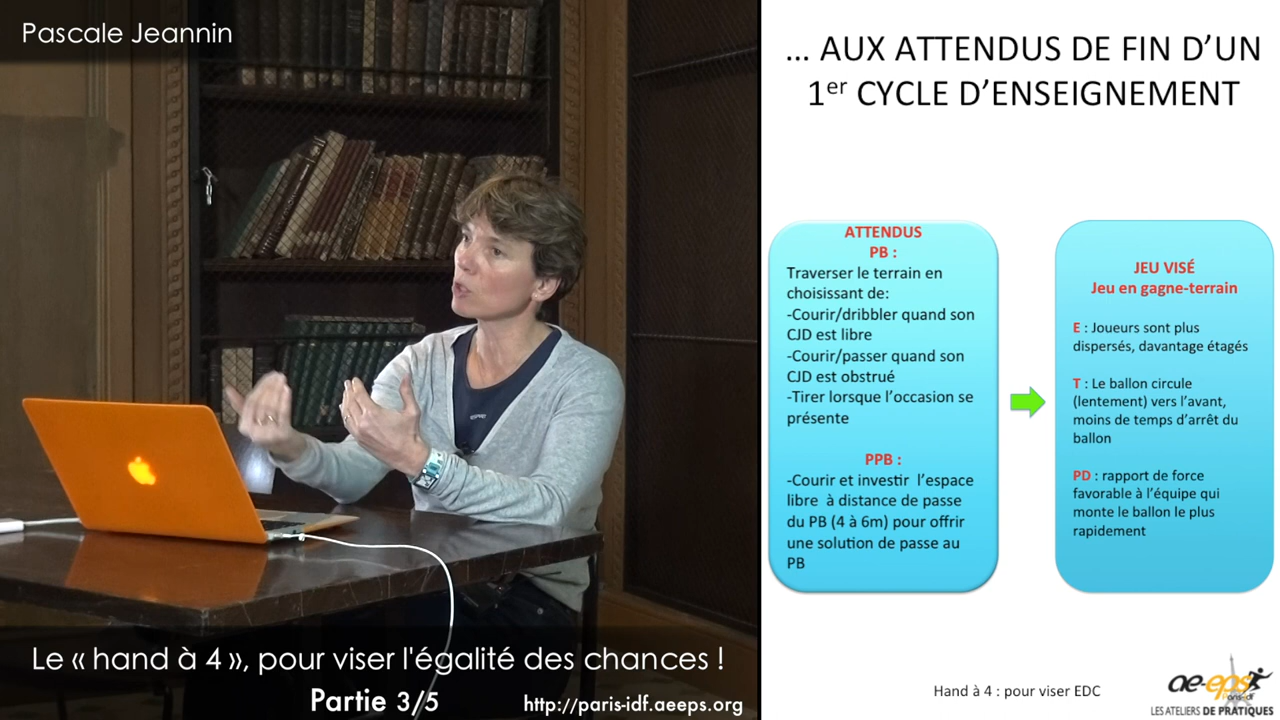 Pascale Jeannin
Le « hand à 4 », pour viser l'égalité des chances !
Partie 3/5
http://paris-idf.aeeps.org
... AUX ATTENDUS DE FIN D’UN
1er CYCLE D’ENSEIGNEMENT
ATTENDUS
PB :
Traverser le terrain en
choisissant de:
-Courir/dribbler quand son
CJD est libre
-Courir/passer quand son
CJD est obstrué
-Tirer lorsque l’occasion se
présente
PPB :
-Courir et investir l’espace
libre à distance de passe
du PB (4 à 6m) pour offrir
une solution de passe au
PB
JEU VISÉ
Jeu en gagne-terrain
E : Joueurs sont plus
dispersés, davantage étagés
T : Le ballon circule
(lentement) vers l’avant,
moins de temps d’arrêt du
ballon
PD : rapport de force
favorable à l’équipe qui
monte le ballon le plus
rapidement
Hand à 4 : pour viser EDC
ae-eps
Paris-idf
LES ATELIERS DE PRATIQUES